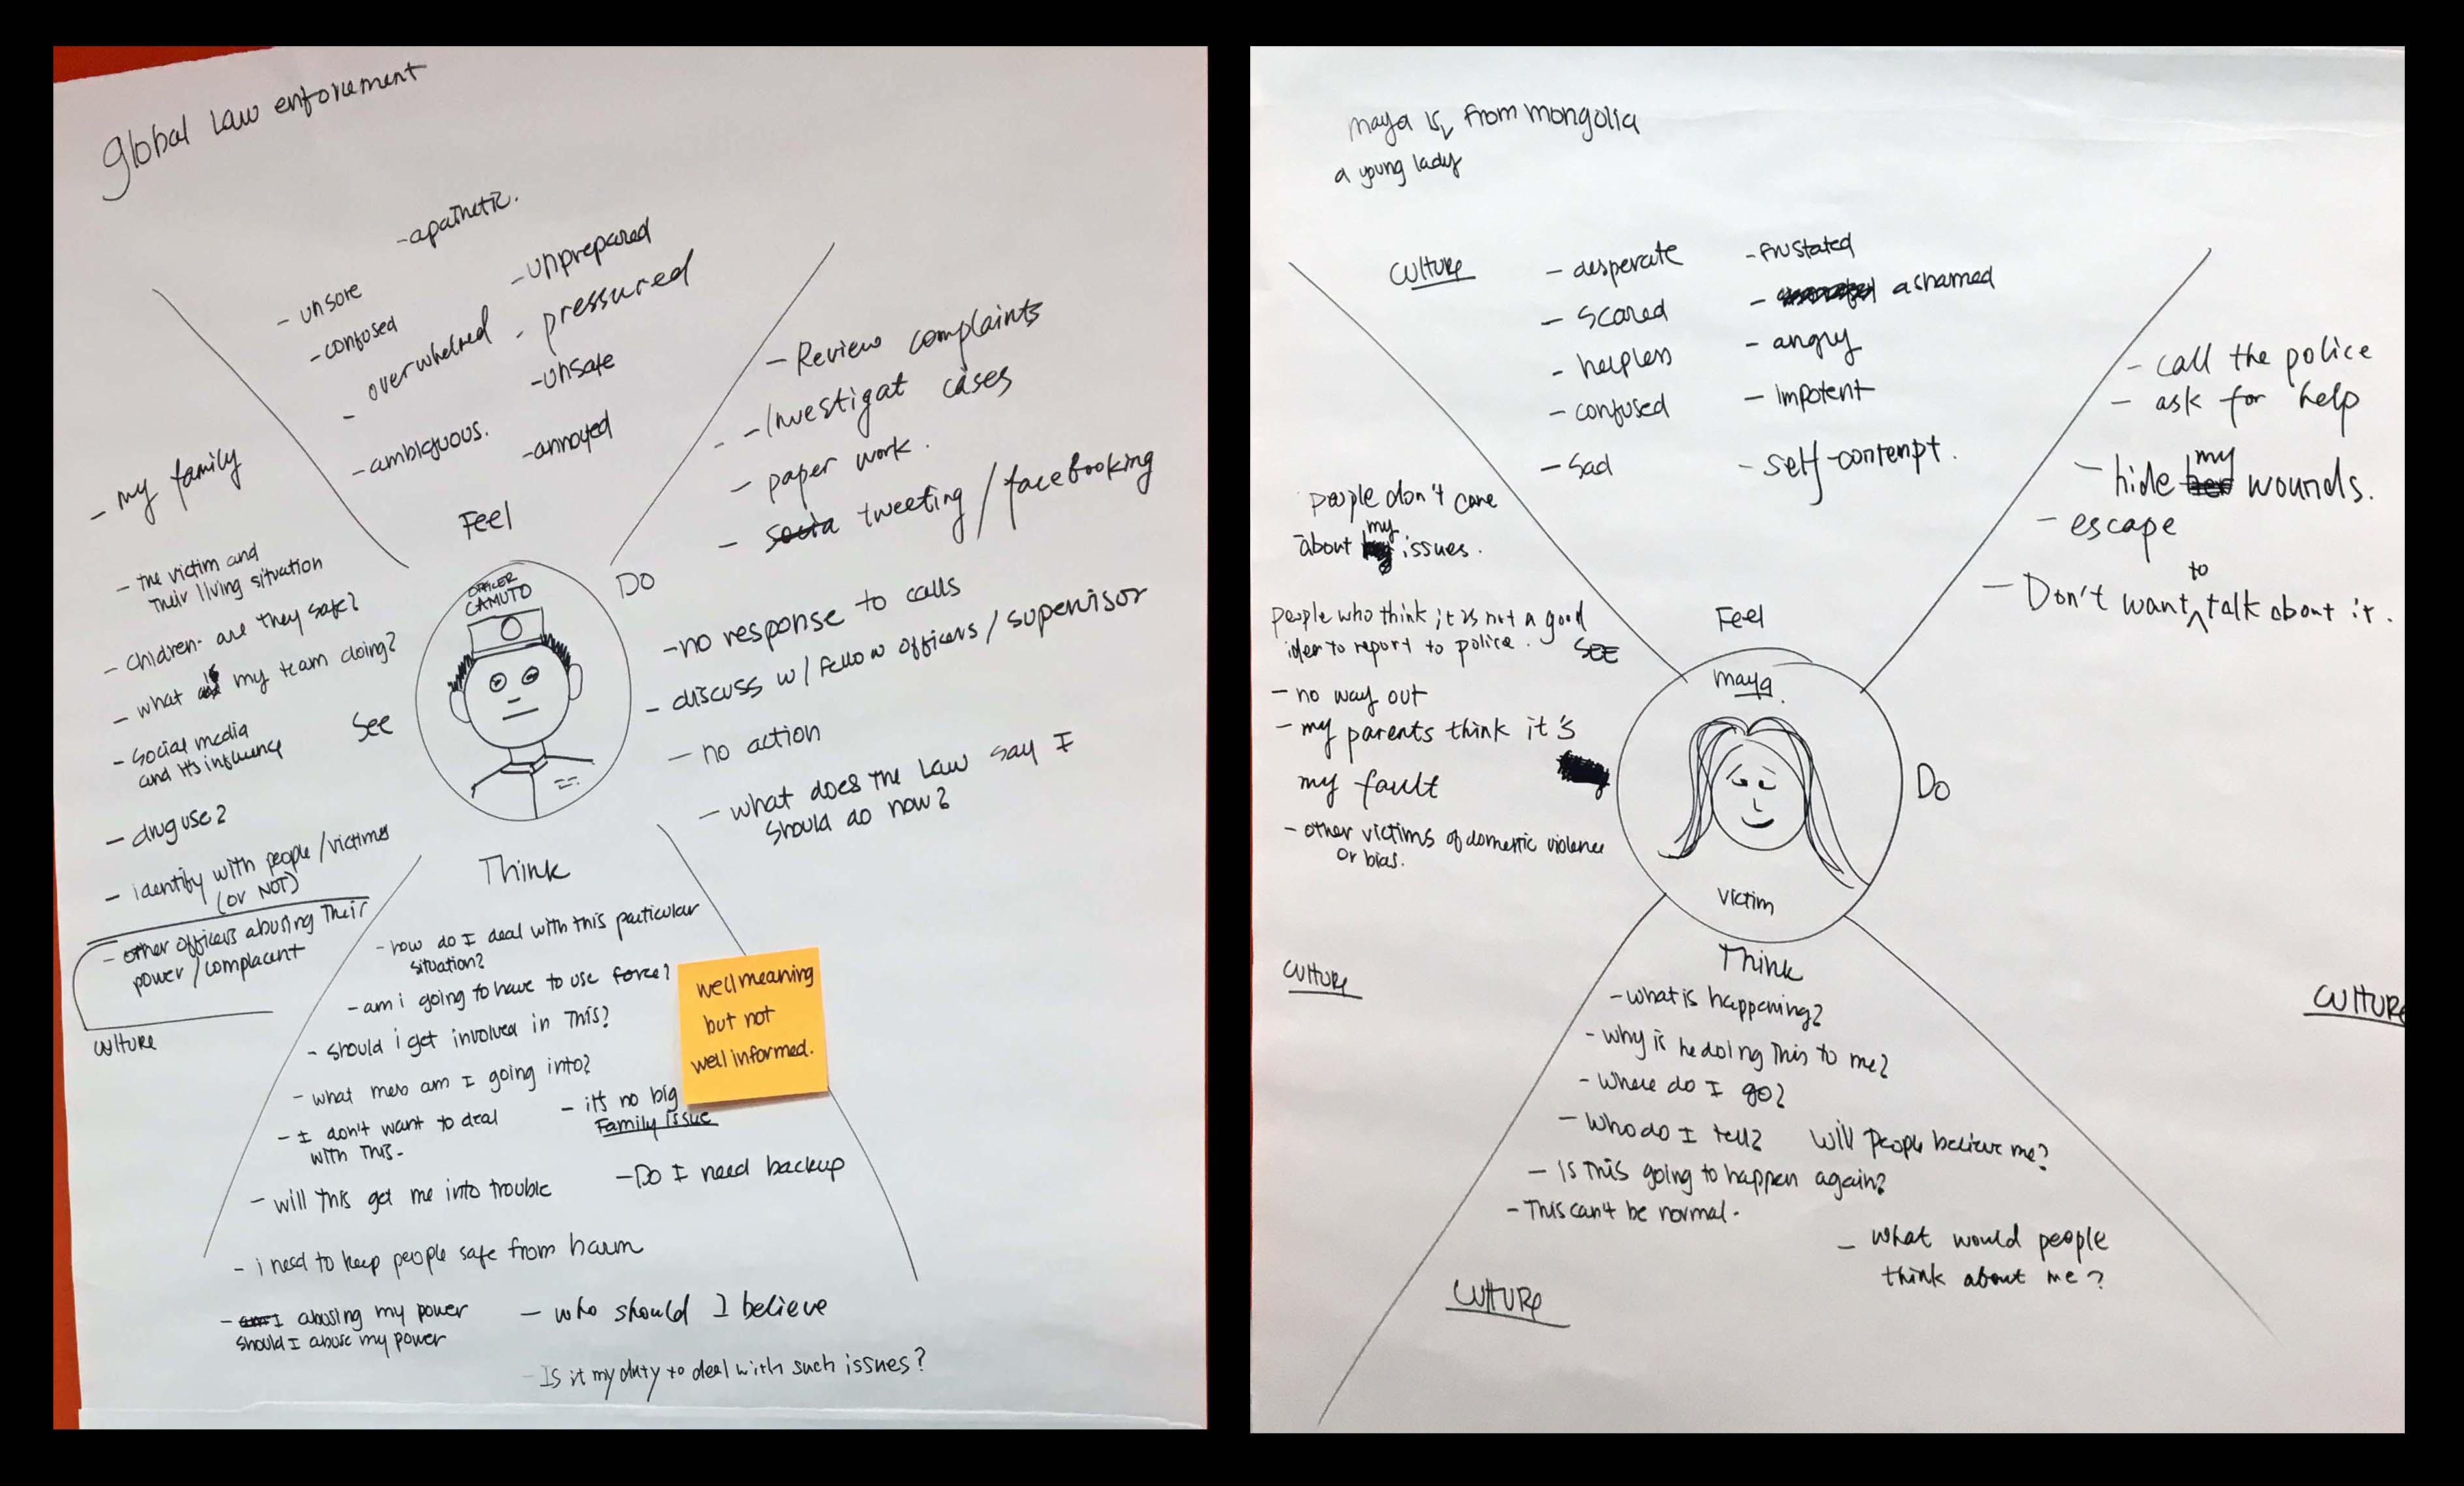 global law enforcement
- apathetic.
- unsore
- confused
- overwhelmed
- ambiguous.
- unprepared
- pressured
- unsafe
- annoyed
Feel
- my family
- the victim and
their living situation
- children - are they safe?
- what is my team doing?
- social media
and its influency
- drug use?
- identify with people/victims
(or NOT)
- other officers abusing their
power/complacent
culture
See
OFFICER
CAMUTO
Do
- Review complaints
- Investigat cases
- paper work.
- tweeting/facebooking
- no response to calls
- discuss w/ fellow officers/supervisor
- no action
- what does the law say I
should do now?
Think
- how do I deal with this particular
situation?
- am i going to have to use force?
- should i get involved in this?
- what mess am I going into?
- I don't want to deal
with this-
- it's no big
Family issue
- will this get me into trouble
- Do I need backup
- i need to keep people safe from harm
- I abusing my power
should I abuse my power
- who should I believe
- Is it my duty to deal with such issues?
well meaning
but not
well informed.
maya is from mongolia
a young lady
culture
- desperate
- scared
- helpless
- confused
- sad
- frustated
- ashamed
- angry
- impotent
- self-contempt.
Feel
people don't care
about my issues.
people who think it is not a good
idea to report to police.
SEE
- no way out
- my parents think it's
my fault
- other victims of domestic violence
or bias.
culture
maya
victim
Do
- call the police
- ask for help
- hide my wounds.
- escape
- Don't want to talk about it.
culture
Think
- what is happening?
- why is he doing this to me?
- where do I go?
- who do I tell? will people believe me?
- is this going to happen again?
- This can't be normal-
- what would people
think about me?
culture